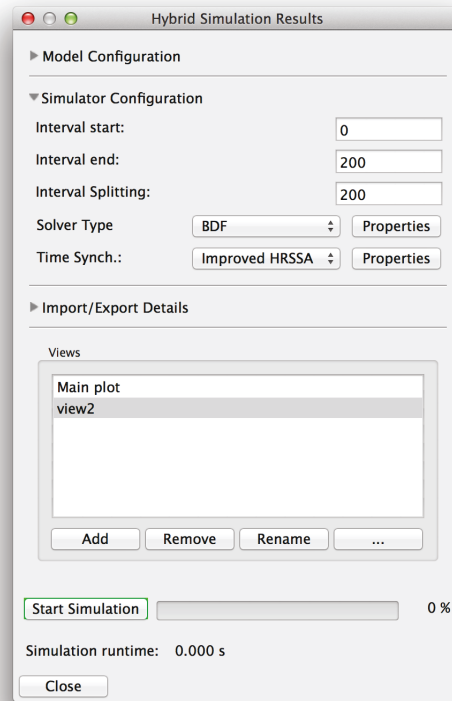 Hybrid Simulation Results
Model Configuration
Simulator Configuration
Interval start: 0
Interval end: 200
Interval Splitting: 200
Solver Type BDF Properties
Time Synch.: Improved HRSSA Properties
Import/Export Details
Views
Main plot
view2
Add Remove Rename ...
Start Simulation 0 %
Simulation runtime: 0.000 s
Close